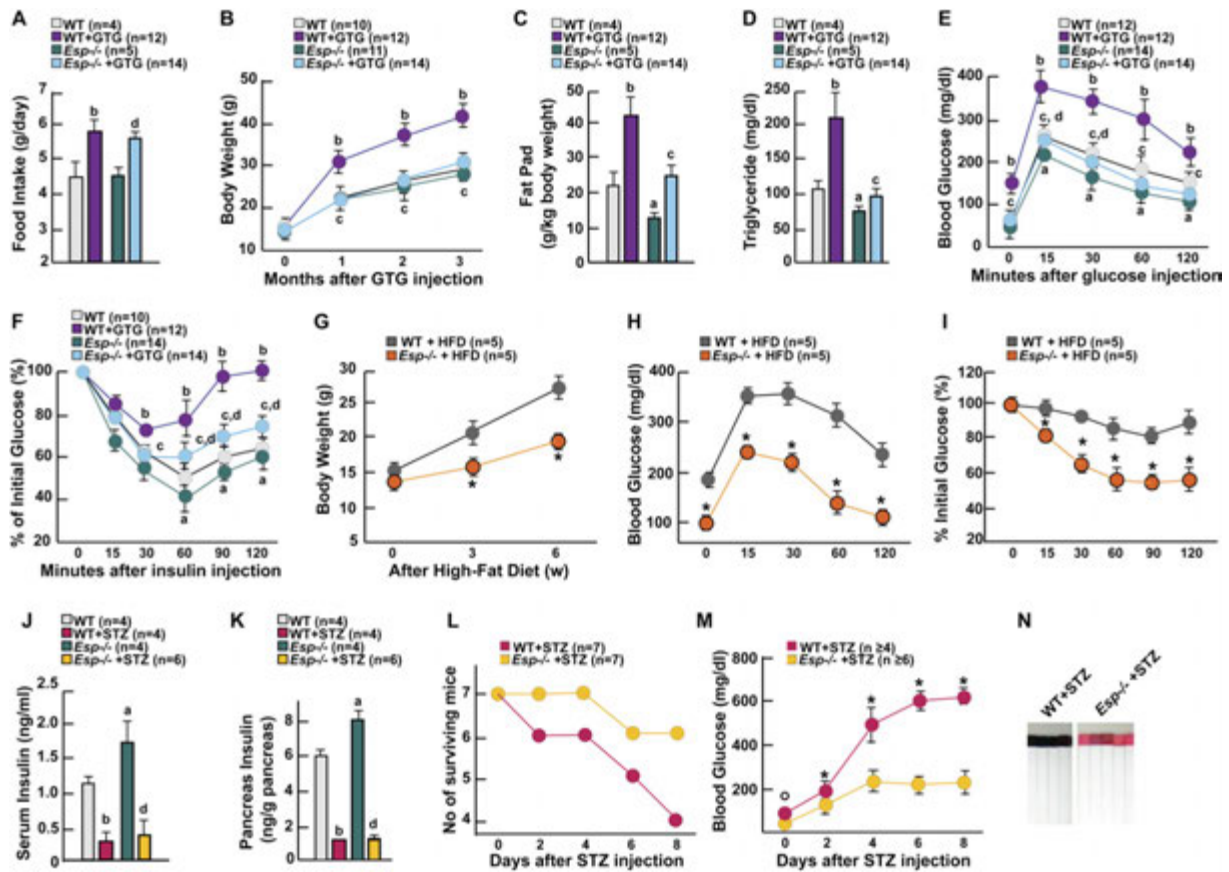 A
WT (n=4)
WT+GTG (n=12)
Esp-/- (n=5)
Esp-/- +GTG (n=14)
Food Intake (g/day)
7
6
5
4
3
2
b
d
B
WT (n=10)
WT+GTG (n=12)
Esp-/- (n=11)
Esp-/- +GTG (n=14)
Body Weight (g)
50
40
30
20
10
b
b
b
c
c
c
0 1 2 3
Months after GTG injection
C
WT (n=4)
WT+GTG (n=12)
Esp-/- (n=5)
Esp-/- +GTG (n=14)
Fat Pad
(g/kg body weight)
50
40
30
20
10
0
b
a
c
D
WT (n=4)
WT+GTG (n=12)
Esp-/- (n=5)
Esp-/- +GTG (n=14)
Triglyceride (mg/dl)
250
200
150
100
50
0
b
a
c
E
WT (n=12)
WT+GTG (n=12)
Esp-/- (n=14)
Esp-/- +GTG (n=14)
Blood Glucose (mg/dl)
400
300
200
100
0
b
b
b
b
b
c, d
c,d
c
c
c
a
a
a
a
0 15 30 60 120
Minutes after glucose injection
F
WT (n=10)
WT+GTG (n=12)
Esp-/- (n=14)
Esp-/- +GTG (n=14)
% of Initial Glucose (%)
100
80
60
40
20
b
b
b
b
c
c,d
c,d
c,d
a
a
a
0 15 30 60 90 120
Minutes after insulin injection
G
WT + HFD (n=5)
Esp-/- + HFD (n=5)
Body Weight (g)
30
25
20
15
10
5
*
*
0 3 6
After High-Fat Diet (w)
H
WT + HFD (n=5)
Esp-/- + HFD (n=5)
Blood Glucose (mg/dl)
400
300
200
100
*
*
*
*
*
0 15 30 60 120
I
WT + HFD (n=5)
Esp-/- + HFD (n=5)
% Initial Glucose (%)
120
100
80
60
40
20
*
*
*
*
*
0 15 30 60 90 120
J
WT (n=4)
WT+STZ (n=4)
Esp-/- (n=4)
Esp-/- +STZ (n=6)
Serum Insulin (ng/ml)
2.5
2.0
1.5
1.0
0.5
0.0
b
a
d
K
WT (n=4)
WT+STZ (n=4)
Esp-/- (n=4)
Esp-/- +STZ (n=6)
Pancreas Insulin
(ng/g pancreas)
8
6
4
2
0
b
a
d
L
WT+STZ (n=7)
Esp-/- +STZ (n=7)
No of surviving mice
7
6
5
4
0 2 4 6 8
Days after STZ injection
M
WT+STZ (n ≥4)
Esp-/- +STZ (n ≥6)
Blood Glucose (mg/dl)
800
600
400
200
*
*
*
*
0 2 4 6 8
Days after STZ injection
N
WT+STZ
Esp-/- +STZ